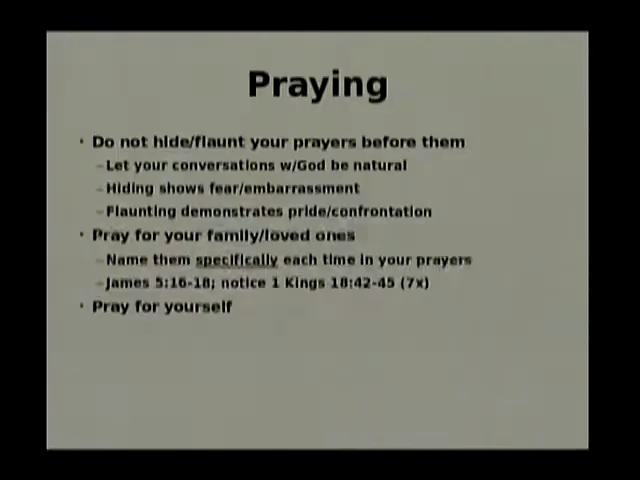 Praying
• Do not hide/flaunt your prayers before them
– Let your conversations w/God be natural
– Hiding shows fear/embarrassment
– Flaunting demonstrates pride/confrontation
• Pray for your family/loved ones
– Name them specifically each time in your prayers
– James 5:16-18; notice 1 Kings 18:42-45 (7x)
• Pray for yourself